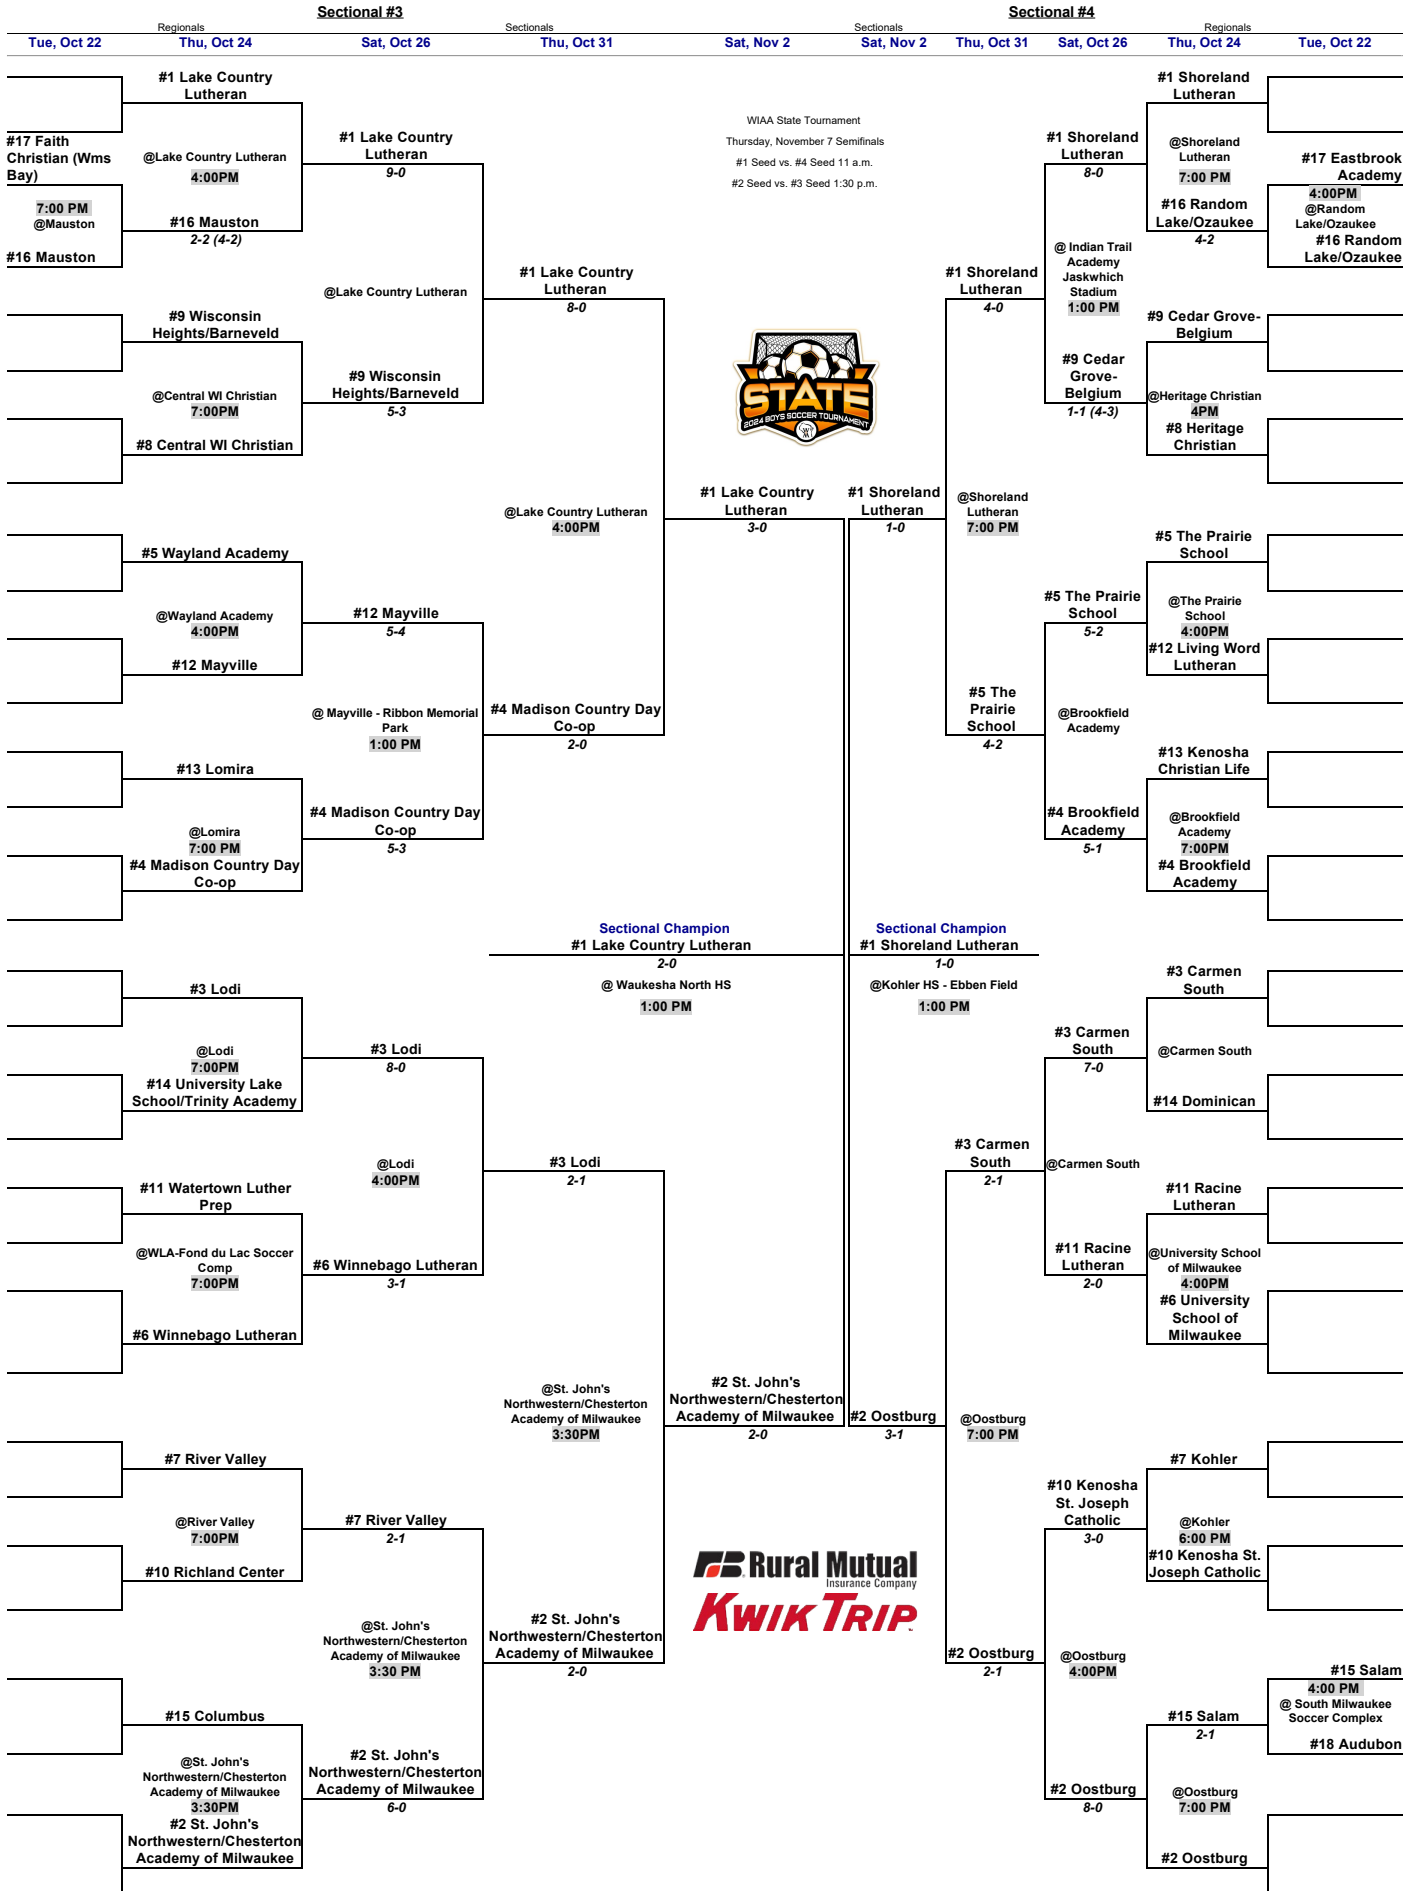 Sectional #3
Sectional #4
Regionals
Sectionals
Sectionals
Regionals
Tue, Oct 22
Thu, Oct 24
Sat, Oct 26
Thu, Oct 31
Sat, Nov 2
Sat, Nov 2
Thu, Oct 31
Sat, Oct 26
Thu, Oct 24
Tue, Oct 22
#17 Faith
Christian (Wms
Bay)
7:00 PM
@Mauston
#16 Mauston
#1 Lake Country
Lutheran
@Lake Country Lutheran
4:00PM
#16 Mauston
2-2 (4-2)
#9 Wisconsin
Heights/Barneveld
@Central WI Christian
7:00PM
#8 Central WI Christian
#5 Wayland Academy
@Wayland Academy
4:00PM
#12 Mayville
#13 Lomira
@Lomira
7:00 PM
#4 Madison Country Day
Co-op
#3 Lodi
@Lodi
7:00PM
#14 University Lake
School/Trinity Academy
#11 Watertown Luther
Prep
@WLA-Fond du Lac Soccer
Comp
7:00PM
#6 Winnebago Lutheran
#7 River Valley
@River Valley
7:00PM
#10 Richland Center
#15 Columbus
@St. John's
Northwestern/Chesterton
Academy of Milwaukee
3:30PM
#2 St. John's
Northwestern/Chesterton
Academy of Milwaukee
#1 Lake Country
Lutheran
9-0
@Lake Country Lutheran
#9 Wisconsin
Heights/Barneveld
5-3
#12 Mayville
5-4
@ Mayville - Ribbon Memorial
Park
1:00 PM
#4 Madison Country Day
Co-op
5-3
#3 Lodi
8-0
@Lodi
4:00PM
#6 Winnebago Lutheran
3-1
#7 River Valley
2-1
@St. John's
Northwestern/Chesterton
Academy of Milwaukee
3:30 PM
#2 St. John's
Northwestern/Chesterton
Academy of Milwaukee
6-0
#1 Lake Country
Lutheran
8-0
@Lake Country Lutheran
4:00PM
#4 Madison Country Day
Co-op
2-0
#3 Lodi
2-1
@St. John's
Northwestern/Chesterton
Academy of Milwaukee
3:30PM
#2 St. John's
Northwestern/Chesterton
Academy of Milwaukee
2-0
WIAA State Tournament
Thursday, November 7 Semifinals
#1 Seed vs. #4 Seed 11 a.m.
#2 Seed vs. #3 Seed 1:30 p.m.
STATE
2024 BOYS SOCCER TOURNAMENT
#1 Lake Country
Lutheran
3-0
Sectional Champion
#1 Lake Country Lutheran
2-0
@ Waukesha North HS
1:00 PM
#2 St. John's
Northwestern/Chesterton
Academy of Milwaukee
2-0
Rural Mutual
Insurance Company
KWIK TRIP
#1 Shoreland
Lutheran
1-0
Sectional Champion
#1 Shoreland Lutheran
1-0
@Kohler HS - Ebben Field
1:00 PM
#2 Oostburg
3-1
#1 Shoreland
Lutheran
4-0
@Shoreland
Lutheran
7:00 PM
#5 The
Prairie
School
4-2
#3 Carmen
South
2-1
@Oostburg
7:00 PM
#2 Oostburg
2-1
#1 Shoreland
Lutheran
8-0
@ Indian Trail
Academy
Jaskwhich
Stadium
1:00 PM
#9 Cedar
Grove-
Belgium
1-1 (4-3)
#5 The Prairie
School
5-2
@Brookfield
Academy
#4 Brookfield
Academy
5-1
#3 Carmen
South
7-0
@Carmen South
#11 Racine
Lutheran
2-0
#10 Kenosha
St. Joseph
Catholic
3-0
@Oostburg
4:00PM
#2 Oostburg
8-0
#1 Shoreland
Lutheran
@Shoreland
Lutheran
7:00 PM
#16 Random
Lake/Ozaukee
4-2
#9 Cedar Grove-
Belgium
@Heritage Christian
4PM
#8 Heritage
Christian
#5 The Prairie
School
@The Prairie
School
4:00PM
#12 Living Word
Lutheran
#13 Kenosha
Christian Life
@Brookfield
Academy
7:00PM
#4 Brookfield
Academy
#3 Carmen
South
@Carmen South
#14 Dominican
#11 Racine
Lutheran
@University School
of Milwaukee
4:00PM
#6 University
School of
Milwaukee
#7 Kohler
@Kohler
6:00 PM
#10 Kenosha St.
Joseph Catholic
#15 Salam
2-1
@Oostburg
7:00 PM
#2 Oostburg
#17 Eastbrook
Academy
4:00PM
@Random
Lake/Ozaukee
#16 Random
Lake/Ozaukee
#15 Salam
4:00 PM
@ South Milwaukee
Soccer Complex
#18 Audubon